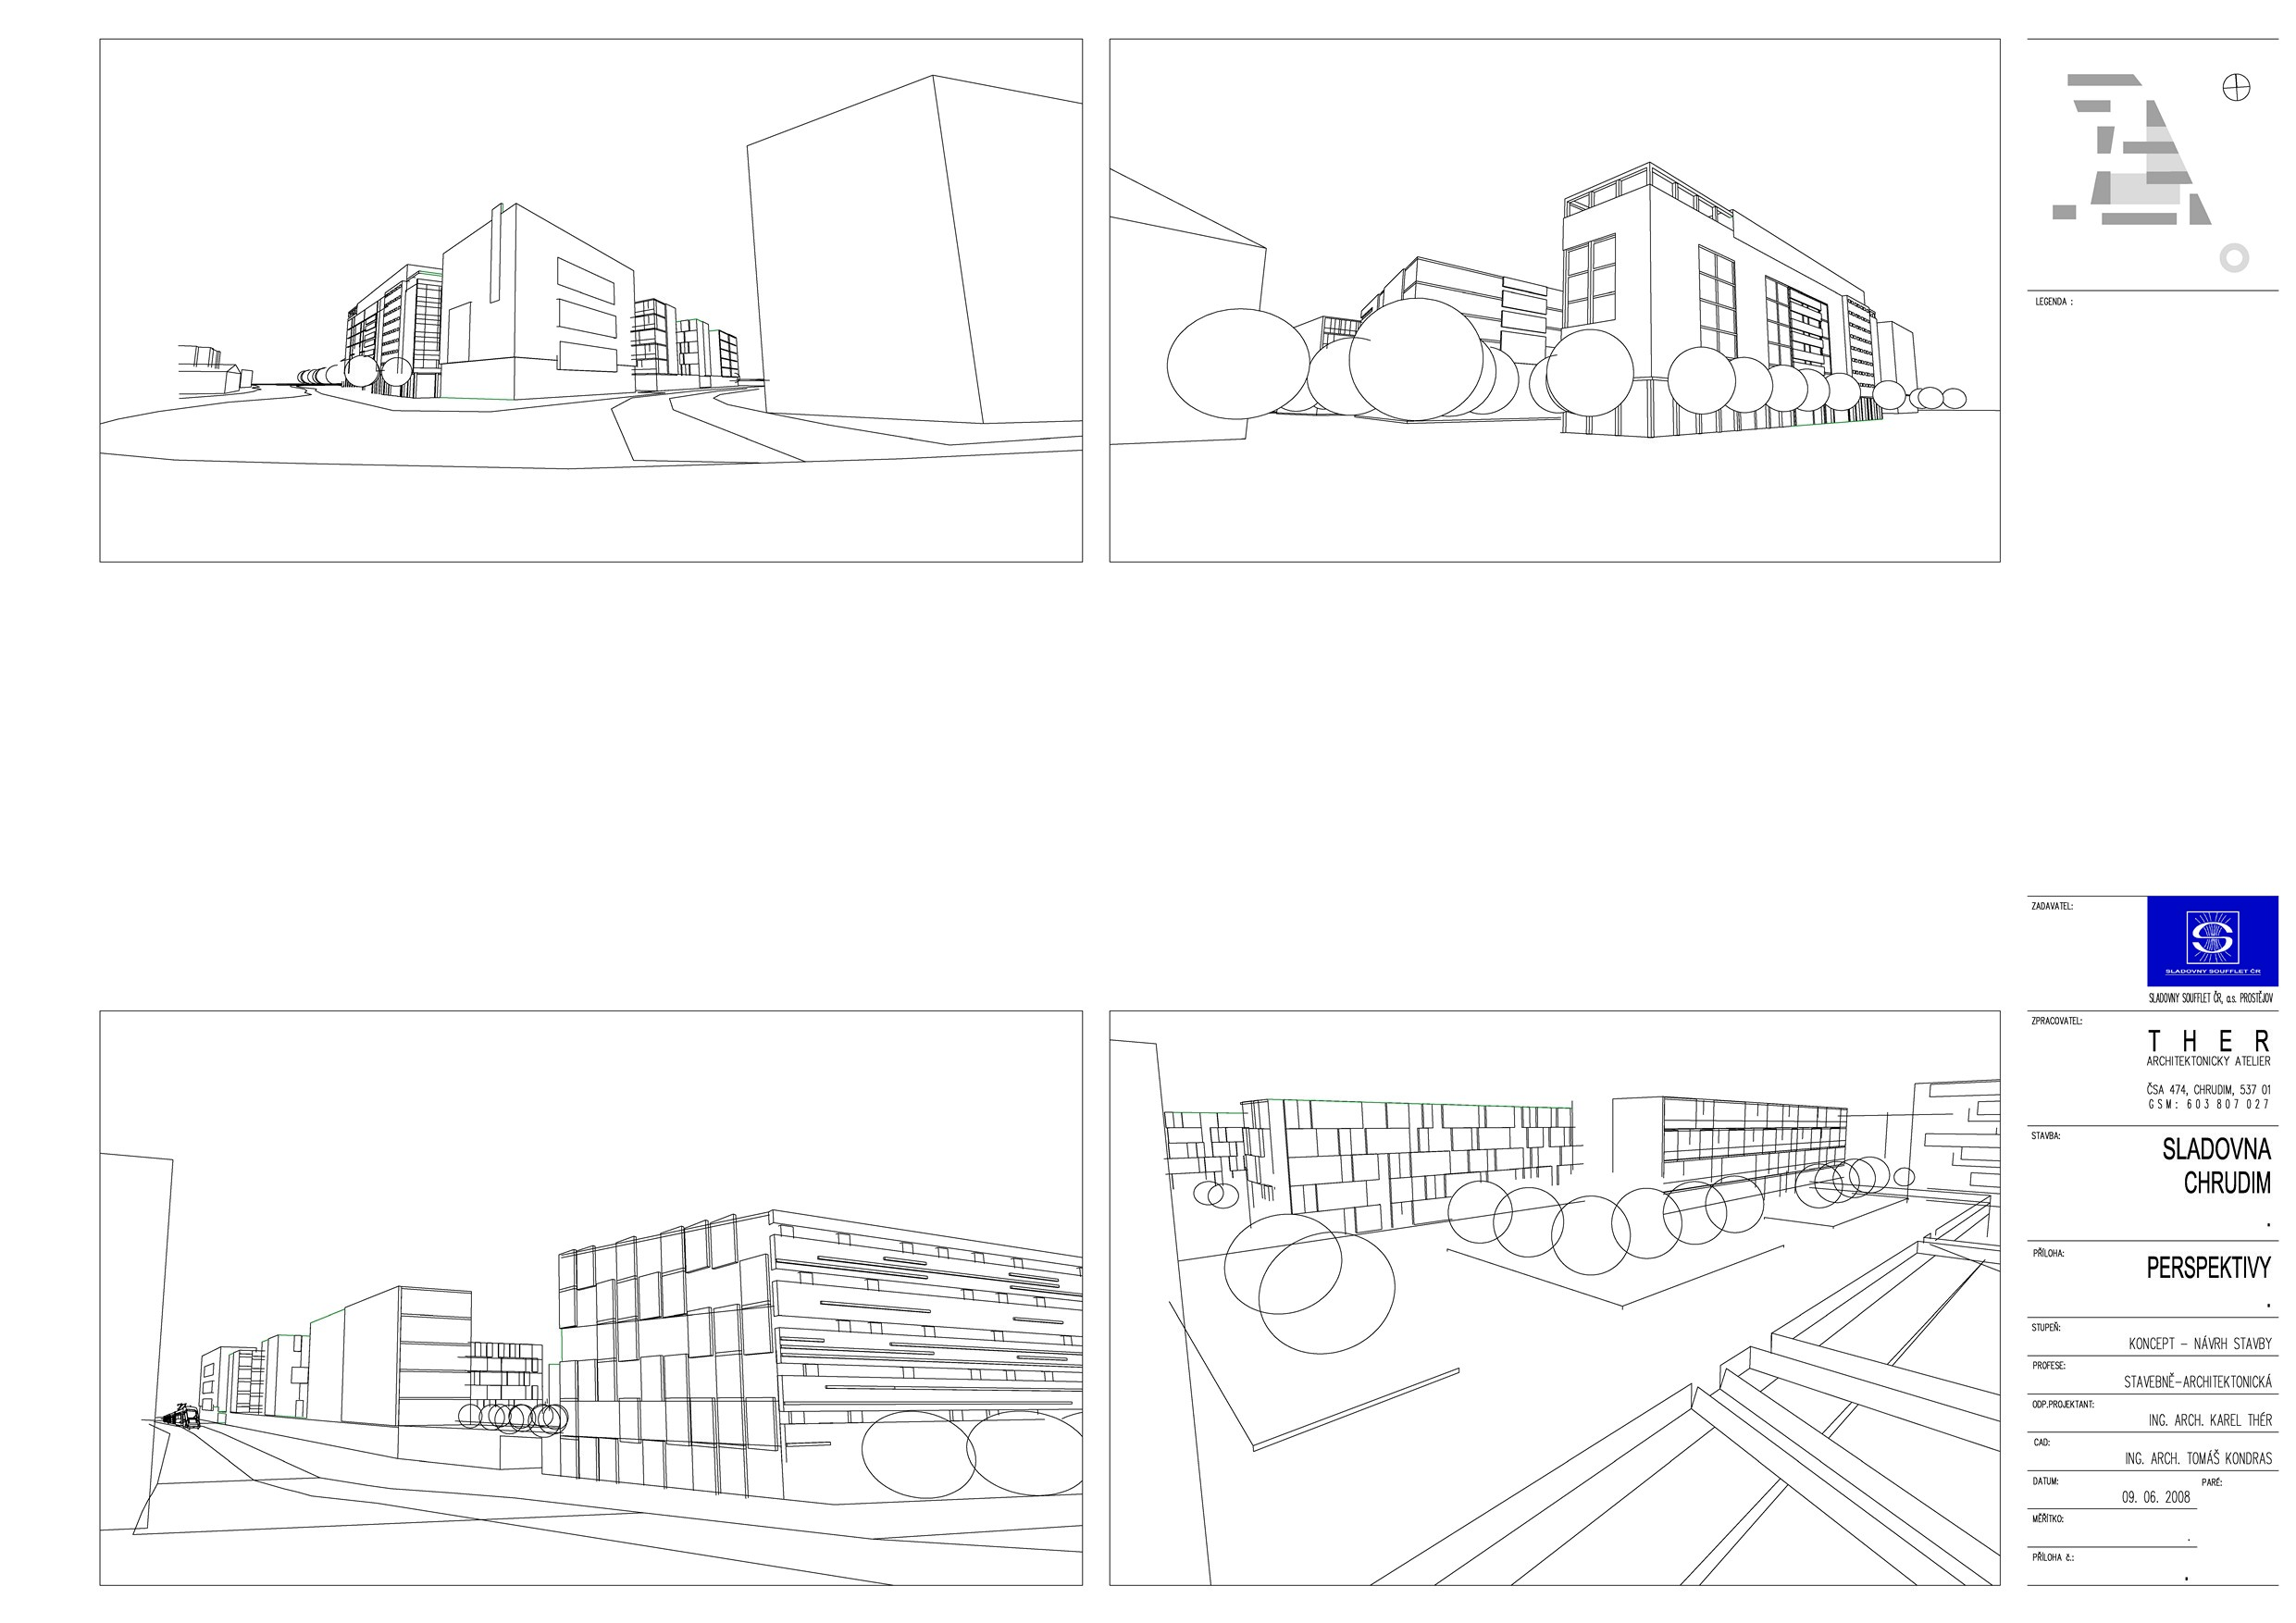 LEGENDA :
ZADAVATEL:
S
SLADOVNY SOUFFLET ČR
SLADOVNY SOUFFLET ČR, a.s. PROSTĚJOV
ZPRACOVATEL:
THER
ARCHITEKTONICKY ATELIER
ČSA 474, CHRUDIM, 537 01
GSM: 603 807 027
STAVBA:
SLADOVNA
CHRUDIM
.
PŘÍLOHA:
PERSPEKTIVY
.
STUPEŇ:
KONCEPT – NÁVRH STAVBY
PROFESE:
STAVEBNĚ–ARCHITEKTONICKÁ
ODP.PROJEKTANT:
ING. ARCH. KAREL THÉR
CAD:
ING. ARCH. TOMÁŠ KONDRAS
DATUM:
PARÉ:
09. 06. 2008
MĚŘÍTKO:
.
PŘÍLOHA č.:
.